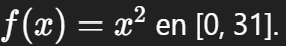 f(x) = x² en [0, 31].